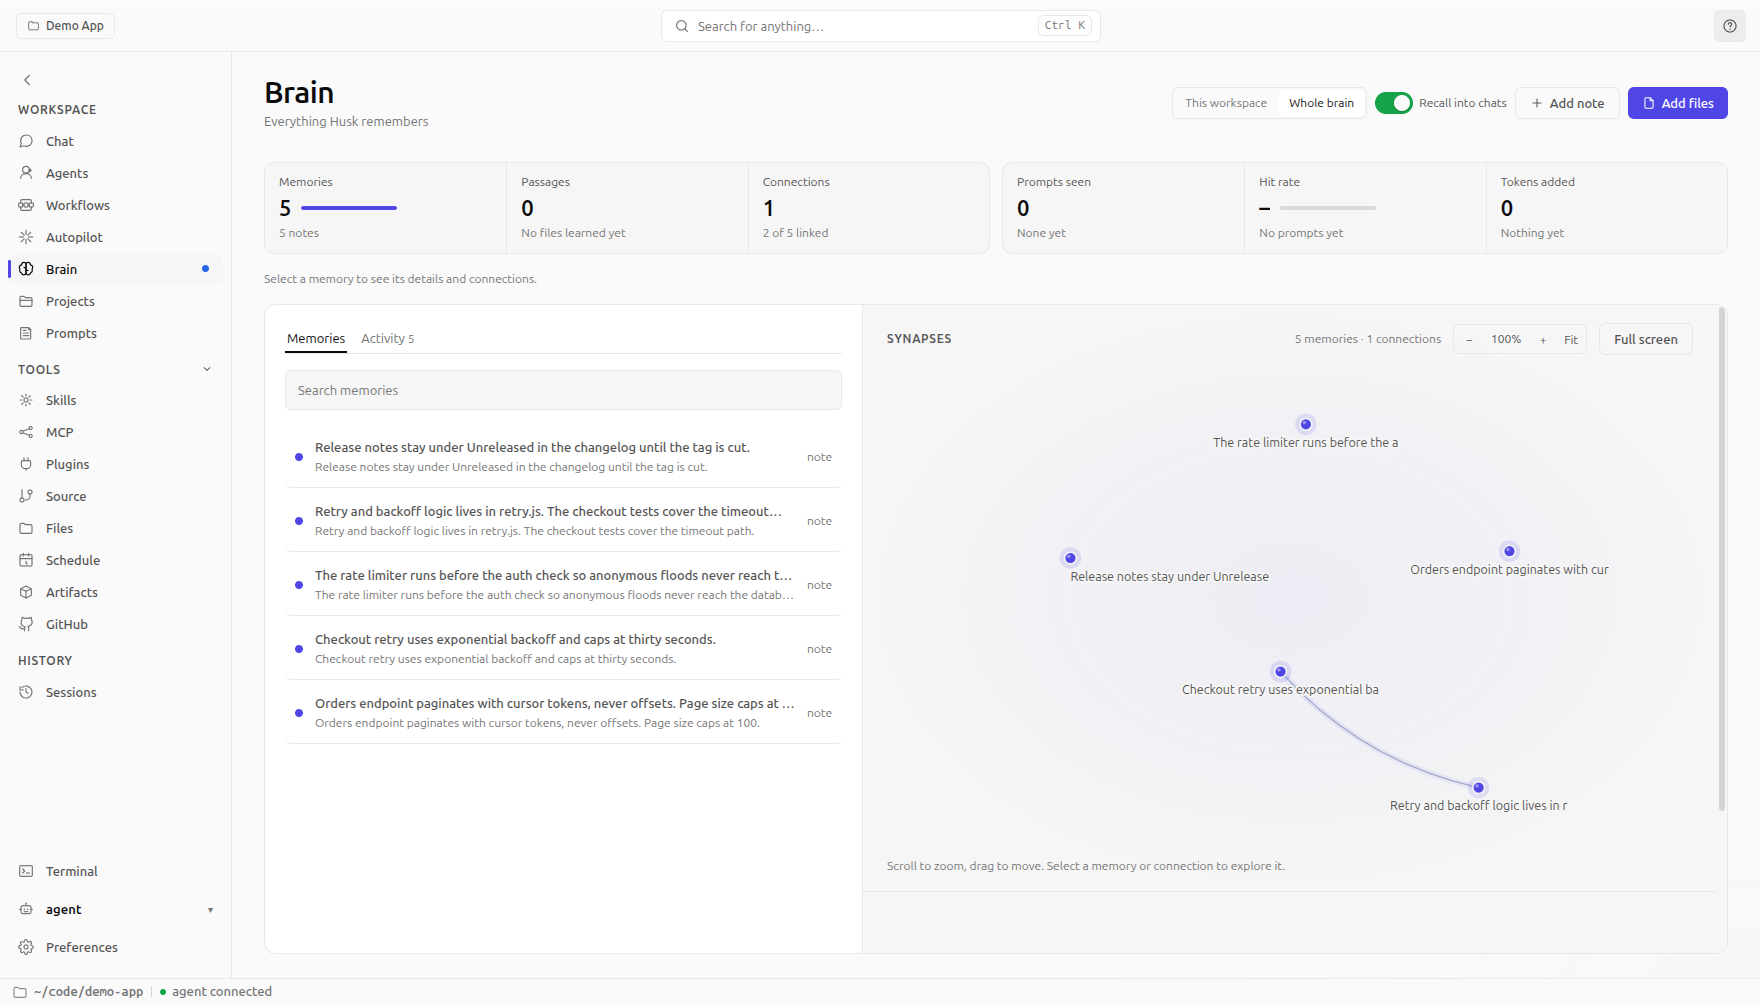 Demo App
Search for anything…
Ctrl K
WORKSPACE
Chat
Agents
Workflows
Autopilot
Brain
Projects
Prompts
TOOLS
Skills
MCP
Plugins
Source
Files
Schedule
Artifacts
GitHub
HISTORY
Sessions
Terminal
agent
Preferences
Brain
Everything Husk remembers
This workspace
Whole brain
Recall into chats
+ Add note
Add files
Memories
5
5 notes
Passages
0
No files learned yet
Connections
1
2 of 5 linked
Prompts seen
0
None yet
Hit rate
–
No prompts yet
Tokens added
0
Nothing yet
Select a memory to see its details and connections.
Memories
Activity 5
Search memories
Release notes stay under Unreleased in the changelog until the tag is cut.
Release notes stay under Unreleased in the changelog until the tag is cut.
note
Retry and backoff logic lives in retry.js. The checkout tests cover the timeout…
Retry and backoff logic lives in retry.js. The checkout tests cover the timeout path.
note
The rate limiter runs before the auth check so anonymous floods never reach t…
The rate limiter runs before the auth check so anonymous floods never reach the datab…
note
Checkout retry uses exponential backoff and caps at thirty seconds.
Checkout retry uses exponential backoff and caps at thirty seconds.
note
Orders endpoint paginates with cursor tokens, never offsets. Page size caps at …
Orders endpoint paginates with cursor tokens, never offsets. Page size caps at 100.
note
SYNAPSES
5 memories · 1 connections
– 100% + Fit
Full screen
The rate limiter runs before the a
Release notes stay under Unrelease
Orders endpoint paginates with cur
Checkout retry uses exponential ba
Retry and backoff logic lives in r
Scroll to zoom, drag to move. Select a memory or connection to explore it.
~/code/demo-app
agent connected